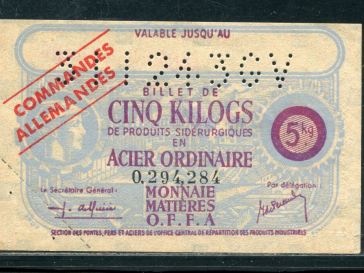 VALABLE JUSQU'AU
COMMANDES
ALLEMANDES
BILLET DE
CINQ KILOGS
DE PRODUITS SIDÉRURGIQUES
EN
ACIER ORDINAIRE
5kg
0.294,284
Le Secrétaire Général:
MONNAIE
MATIÈRES
O.F.F.A
Par délégation:
SECTION DES FONTES, FERS ET ACIERS DE L'OFFICE CENTRAL DE RÉPARTITION DES PRODUITS INDUSTRIELS